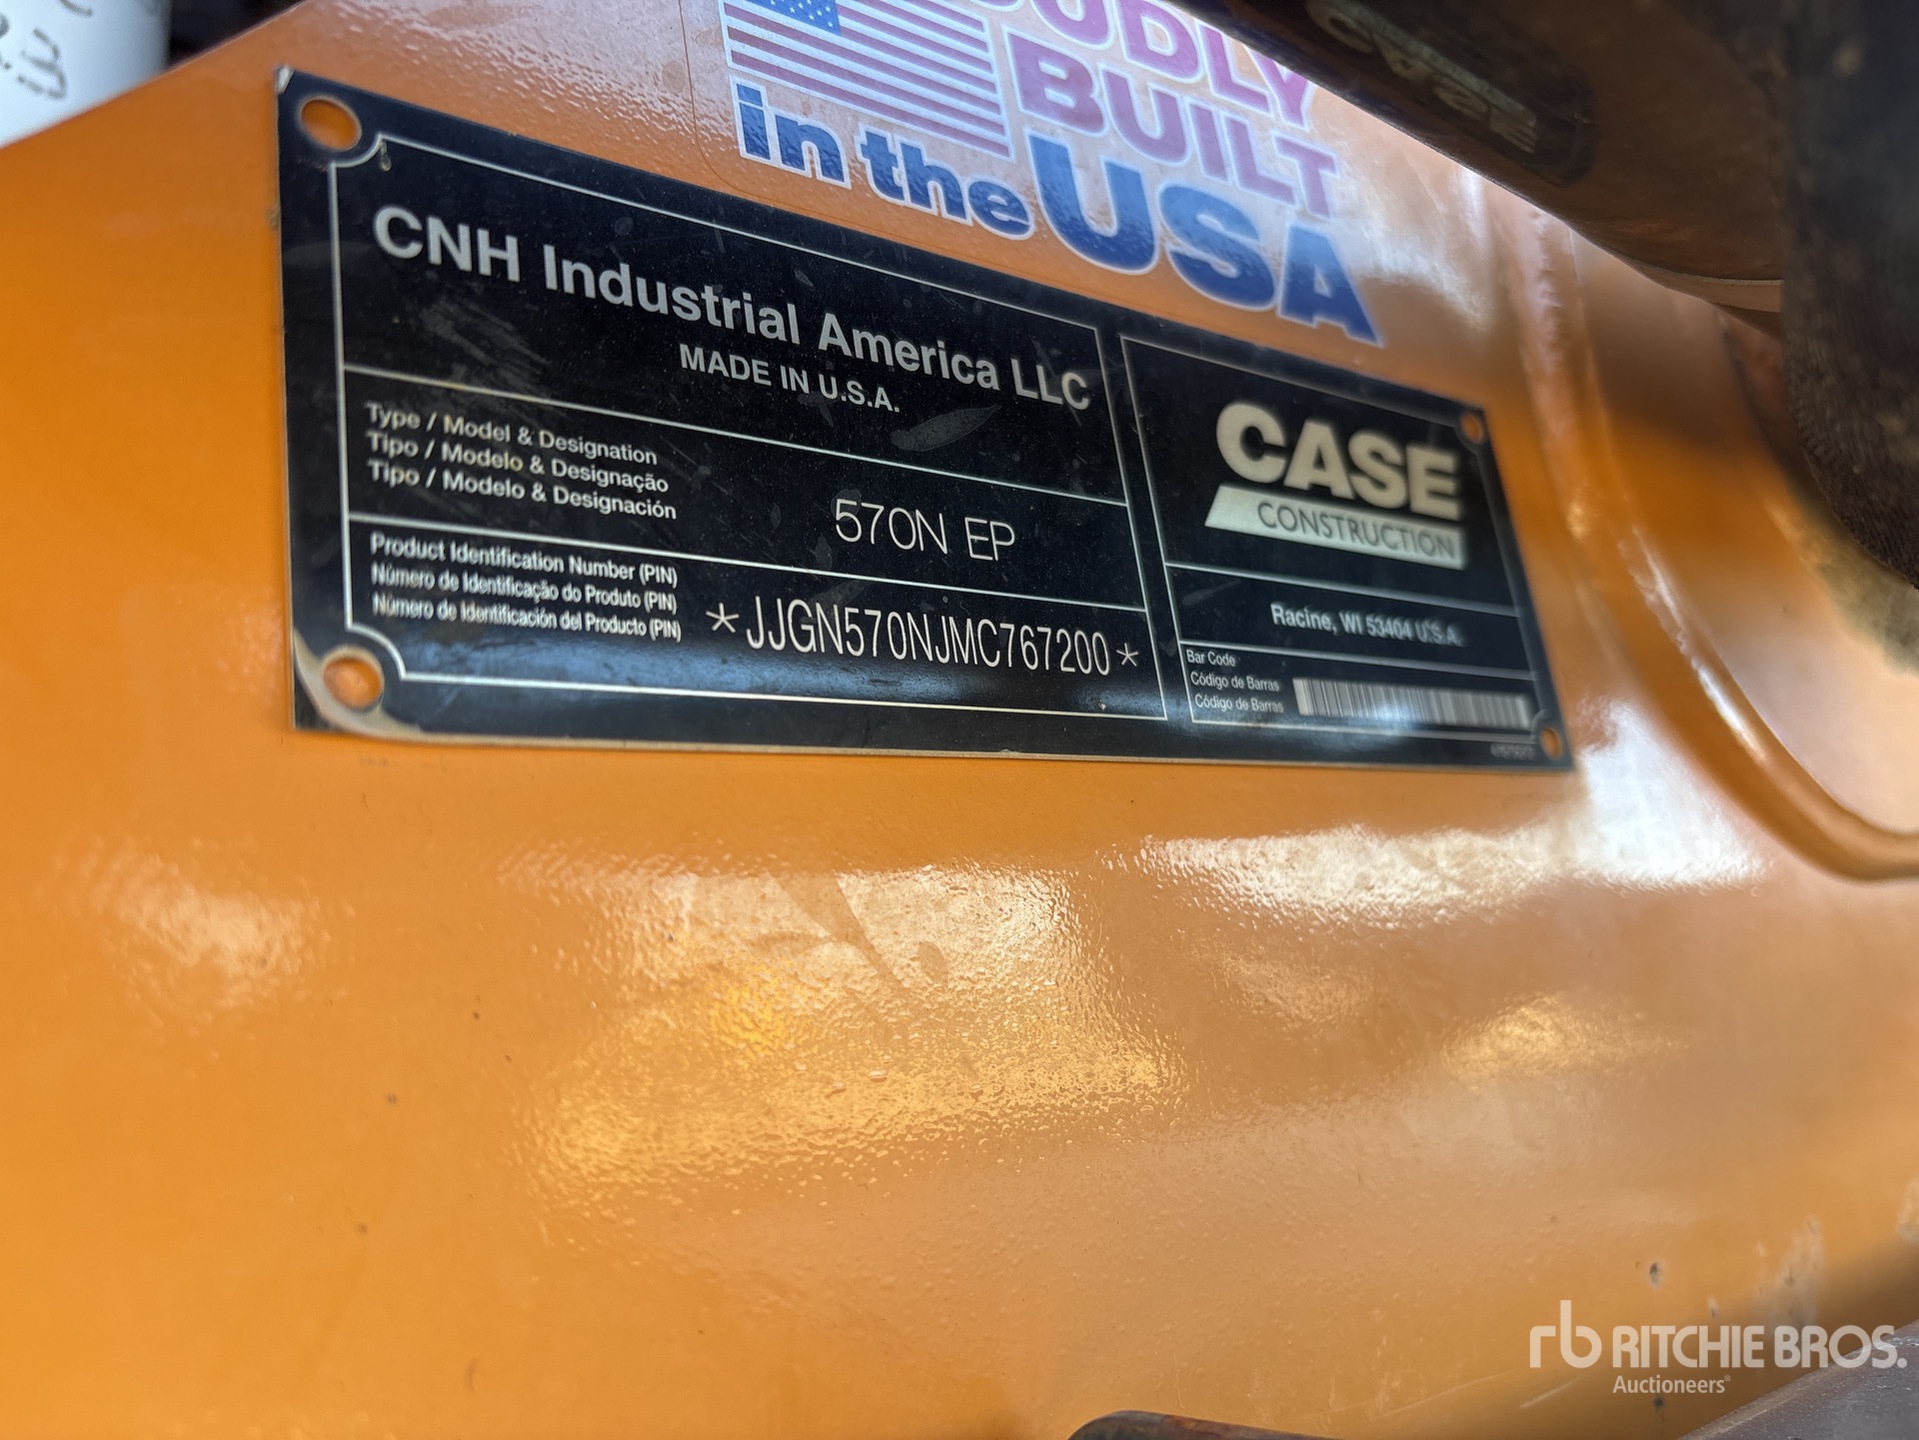 BUILT
in the USA
CNH Industrial America LLC
MADE IN U.S.A.
Type / Model & Designation
Tipo / Modelo & Designação
Tipo / Modelo & Designación
570N EP
Product Identification Number (PIN)
Número de Identificação do Produto (PIN)
Número de Identificación del Producto (PIN)
*JJGN570NJMC767200*
CASE
CONSTRUCTION
Racine, WI 53404 U.S.A.
Bar Code
Código de Barras
Código de Barras
rb RITCHIE BROS.
Auctioneers®